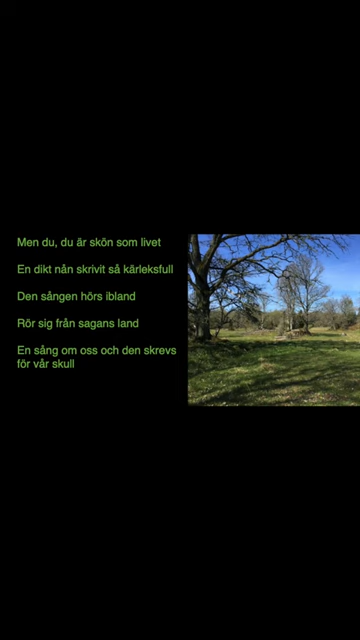 Men du, du är skön som livet
En dikt nån skrivit så kärleksfull
Den sången hörs ibland
Rör sig från sagans land
En sång om oss och den skrevs
för vår skull